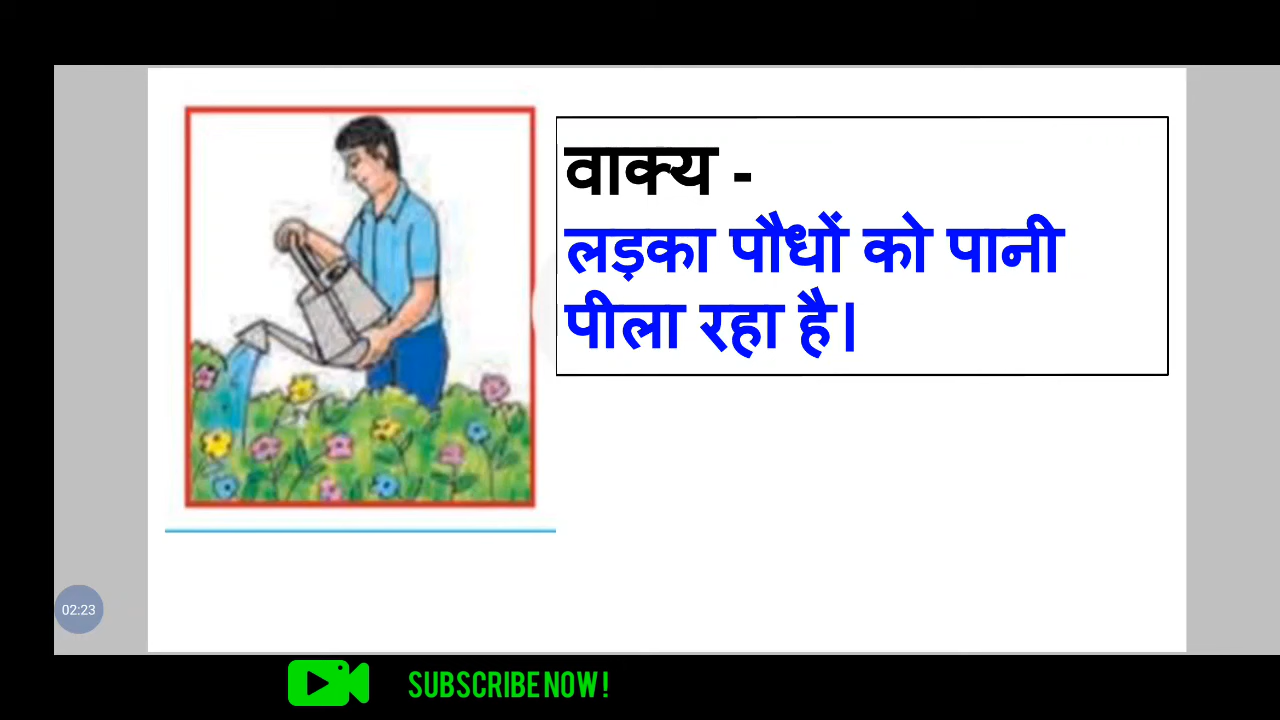 वाक्य -
लड़का पौधों को पानी
पीला रहा है।
02:23
SUBSCRIBE NOW !